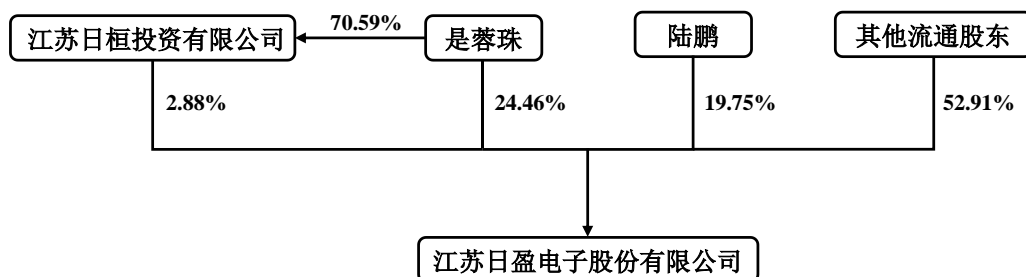 70.59%
江苏日桓投资有限公司
是蓉珠
陆鹏
其他流通股东
2.88%
24.46%
19.75%
52.91%
江苏日盈电子股份有限公司